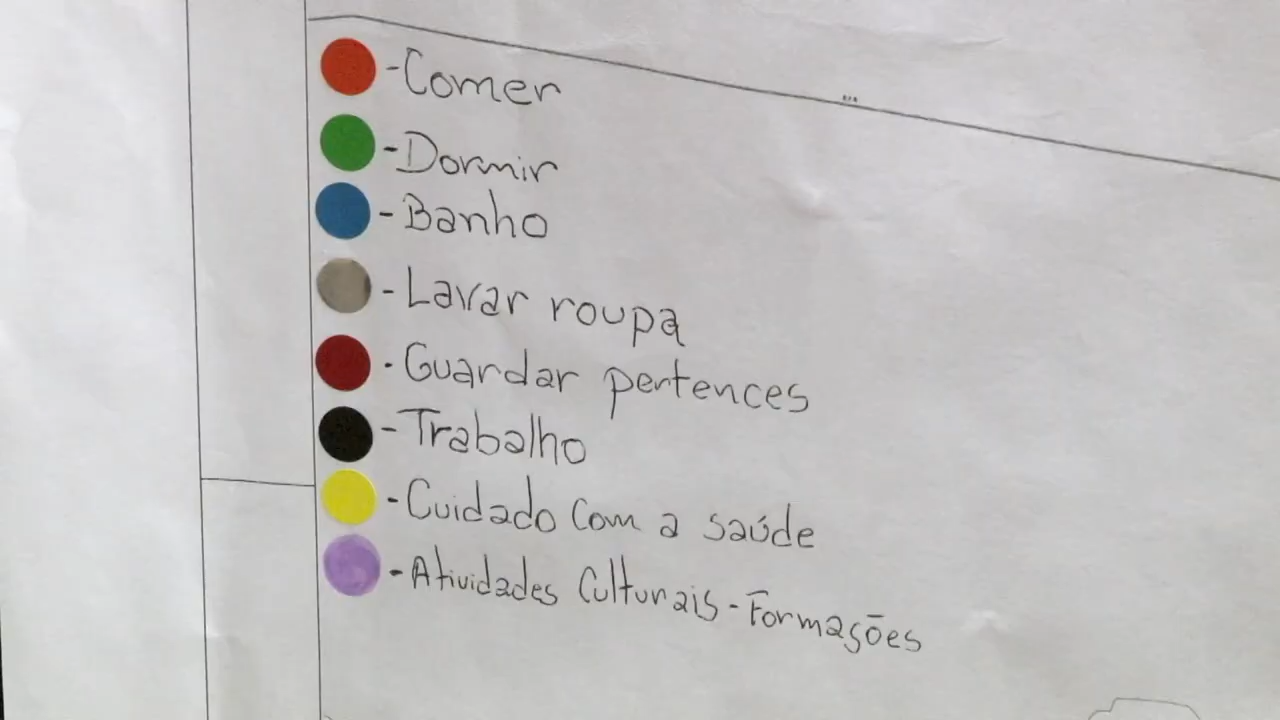 - Comer
- Dormir
- Banho
- Lavar roupa
- Guardar pertences
- Trabalho
- Cuidado com a saúde
- Atividades Culturais - Formações